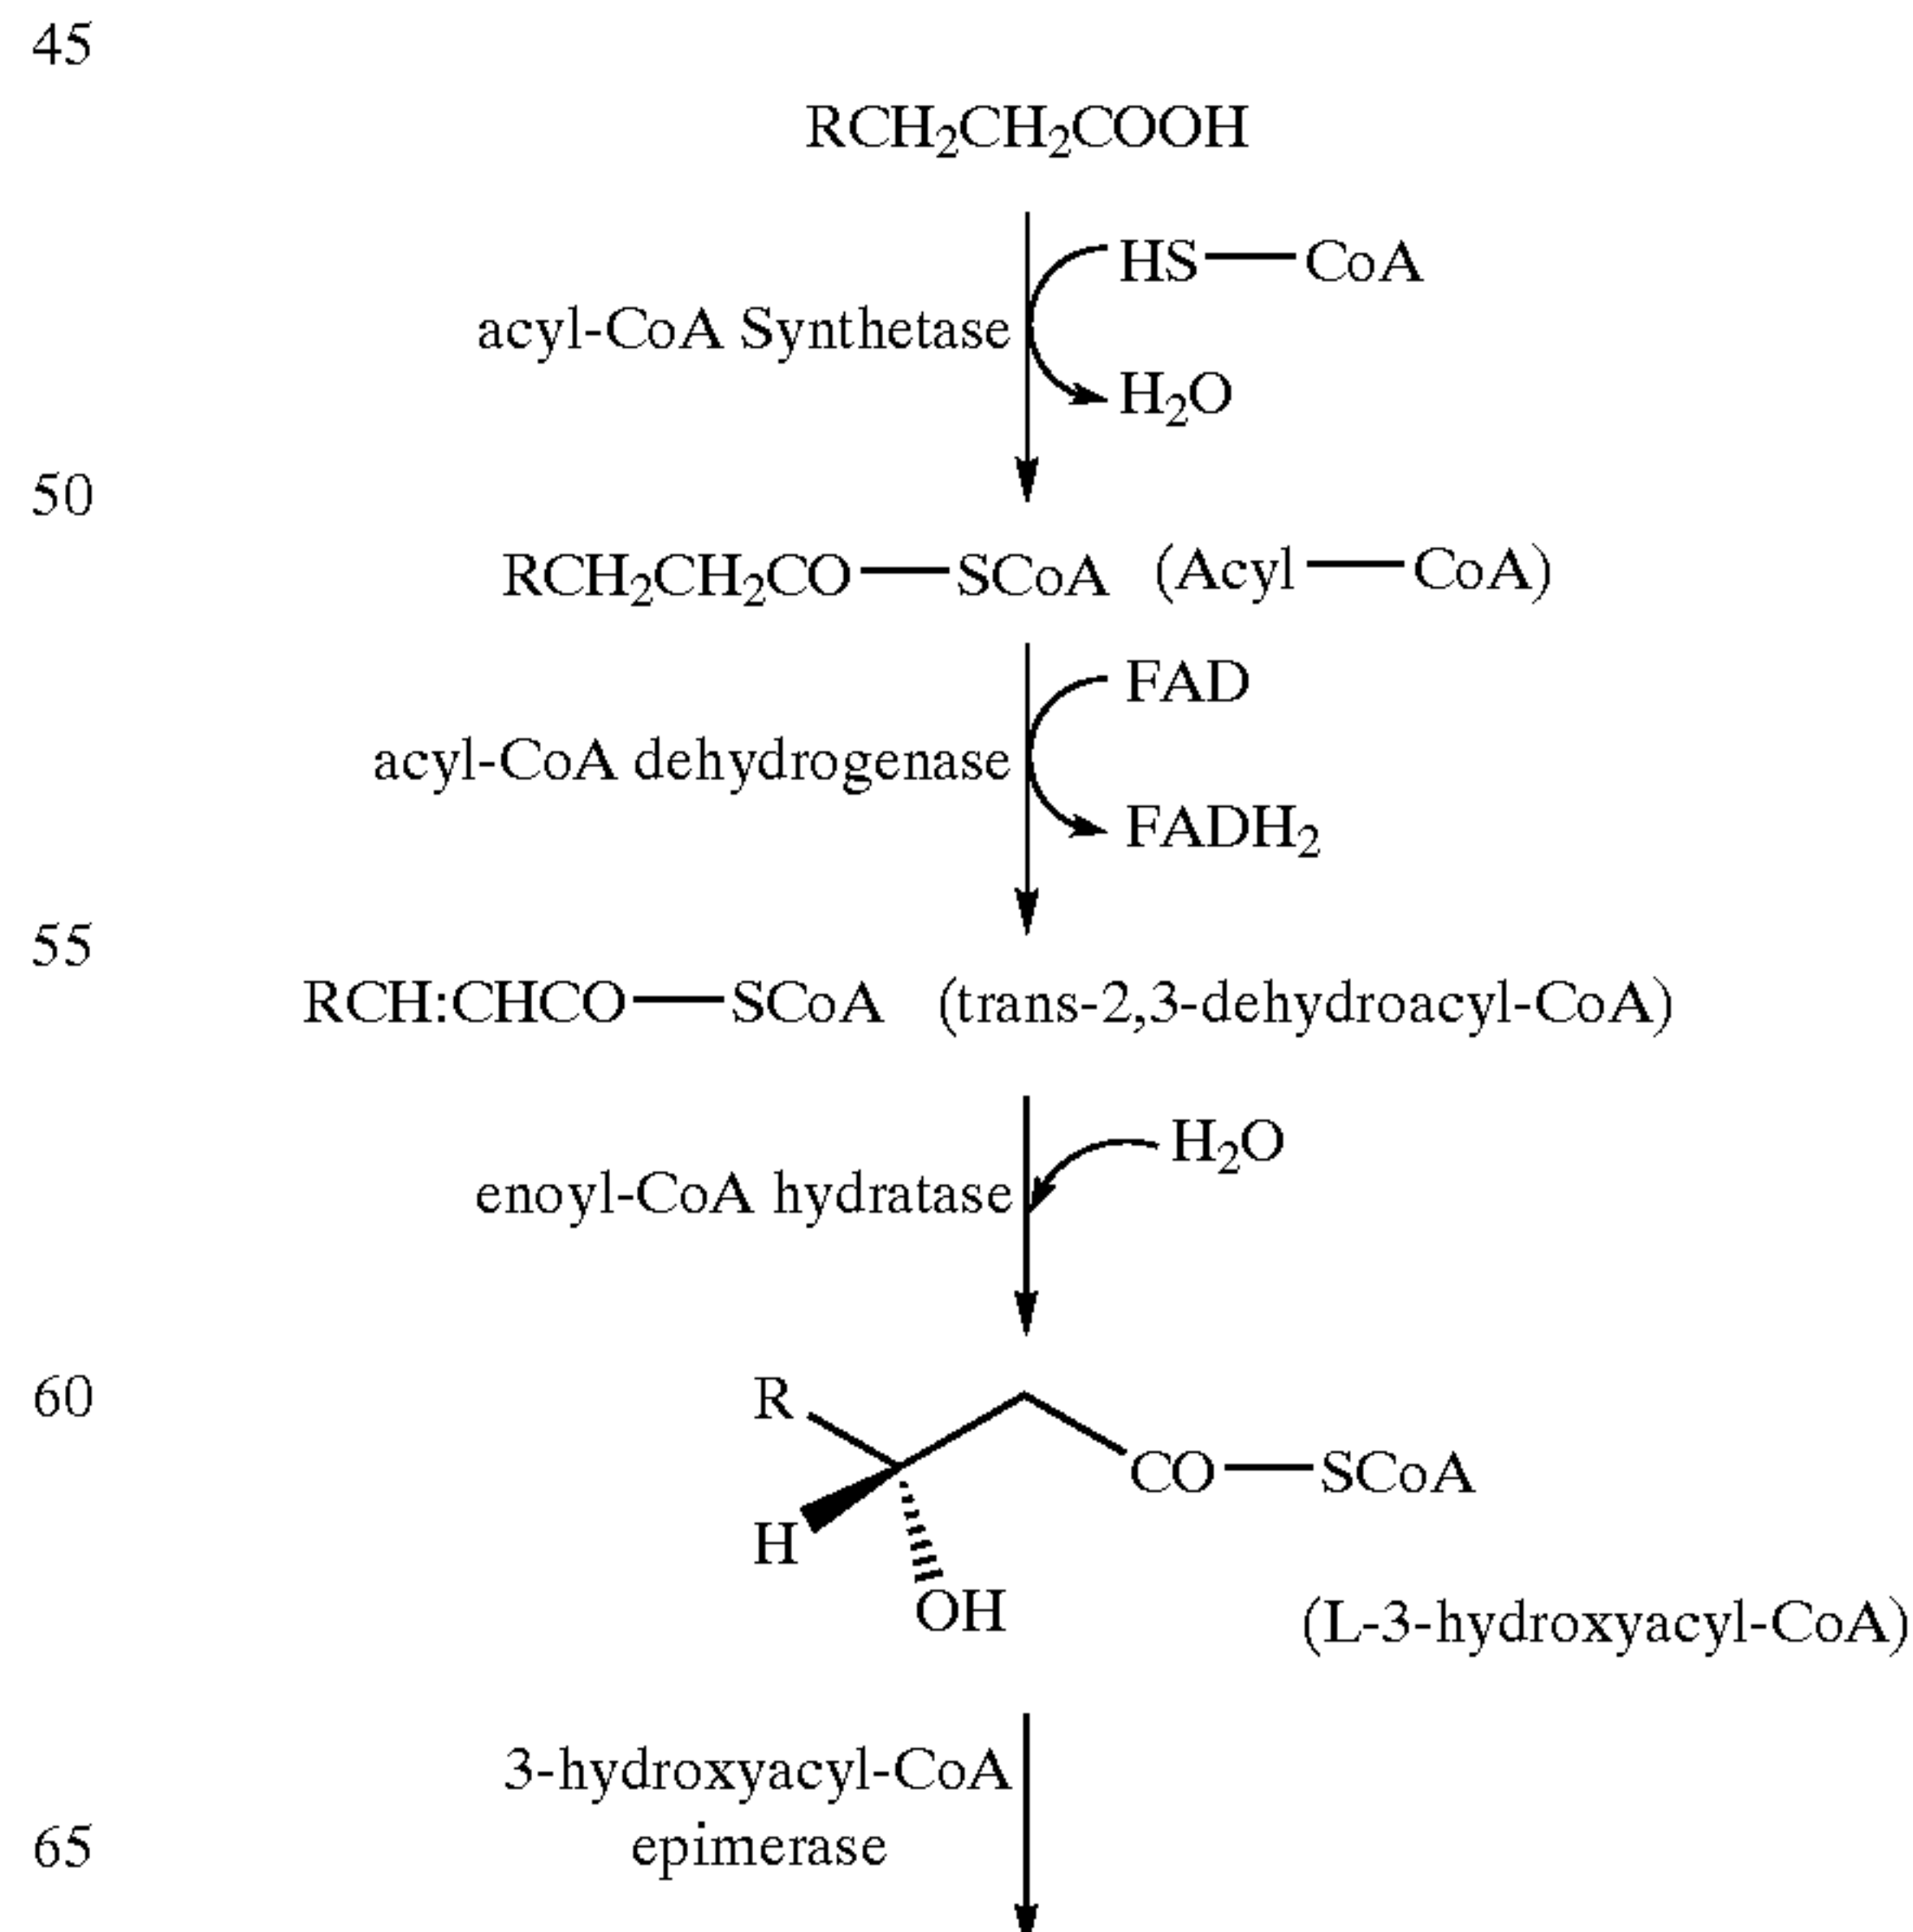 45
RCH₂CH₂COOH
HS—CoA
acyl-CoA Synthetase
H₂O
50
RCH₂CH₂CO—SCoA (Acyl—CoA)
FAD
acyl-CoA dehydrogenase
FADH₂
55
RCH:CHCO—SCoA (trans-2,3-dehydroacyl-CoA)
H₂O
enoyl-CoA hydratase
60
R
CO—SCoA
H
OH
(L-3-hydroxyacyl-CoA)
3-hydroxyacyl-CoA
65
epimerase